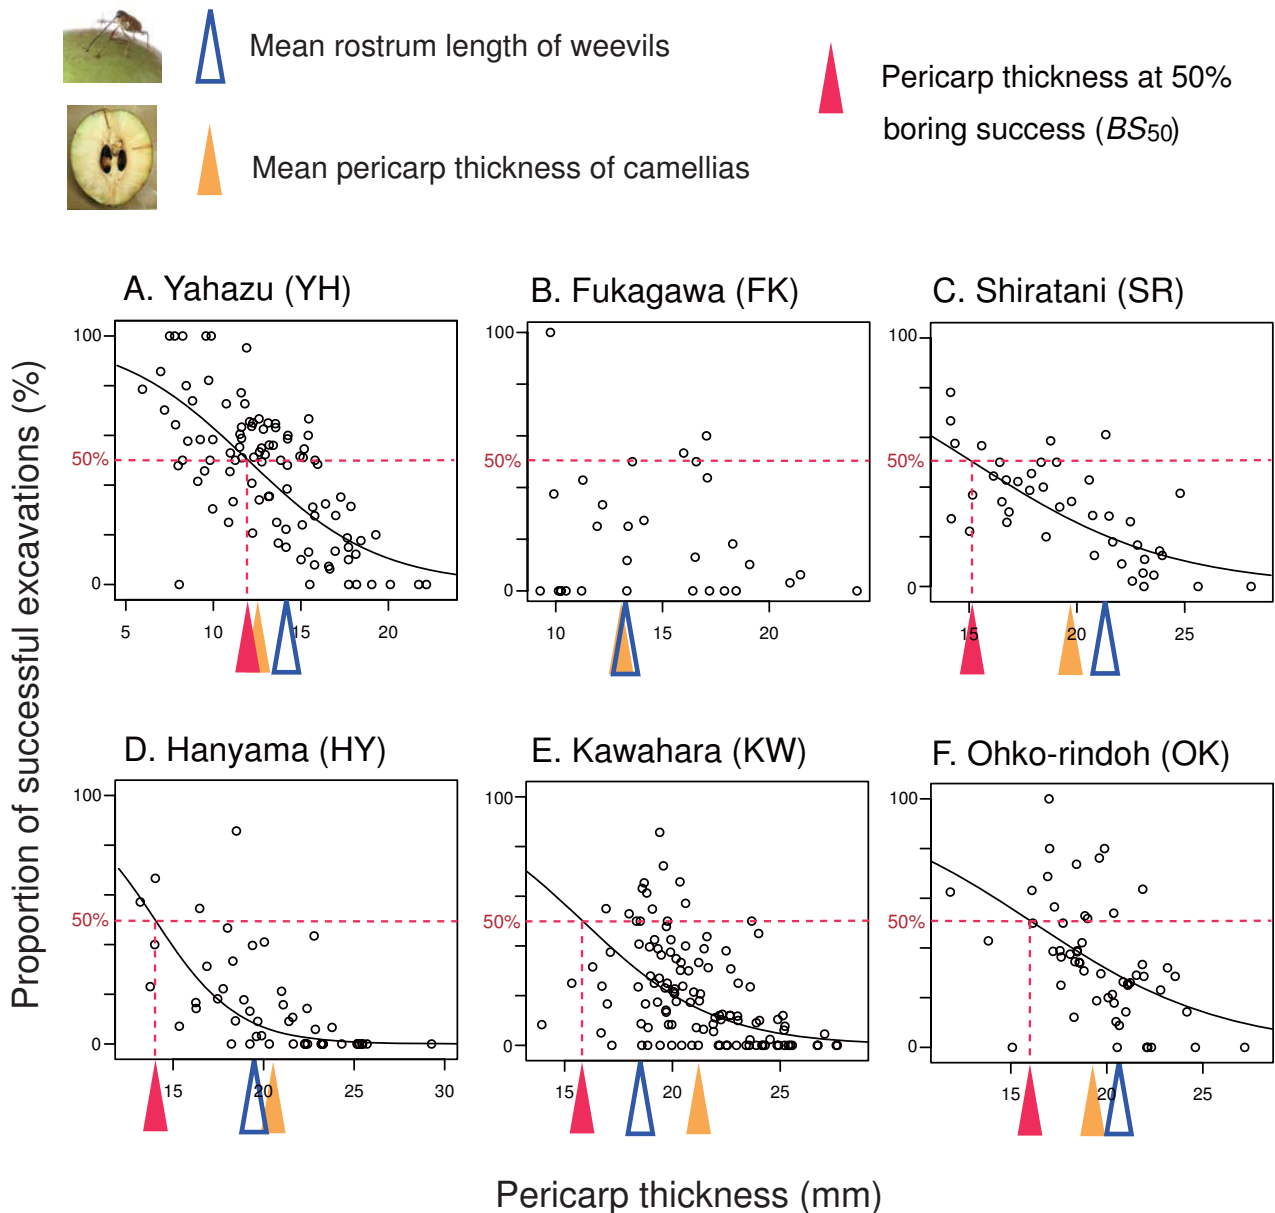 Mean rostrum length of weevils
Mean pericarp thickness of camellias
Pericarp thickness at 50%
boring success (BS50)
Proportion of successful excavations (%)
A. Yahazu (YH)
100
50%
0
5 10 15 20
B. Fukagawa (FK)
100
50%
0
10 15 20
C. Shiratani (SR)
100
50%
0
15 20 25
D. Hanyama (HY)
100
50%
0
15 20 25 30
E. Kawahara (KW)
100
50%
0
15 20 25
F. Ohko-rindoh (OK)
100
50%
0
15 20 25
Pericarp thickness (mm)